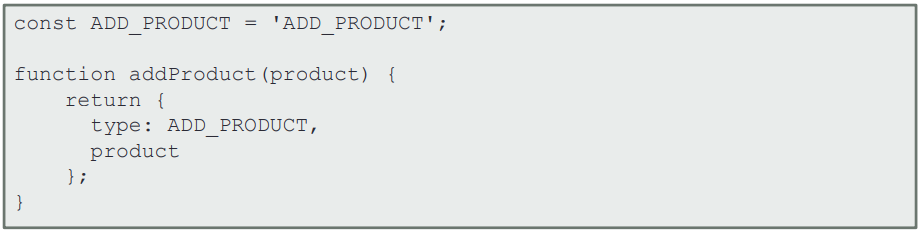 const ADD_PRODUCT = 'ADD_PRODUCT';
function addProduct(product) {
    return {
      type: ADD_PRODUCT,
      product
    };
}